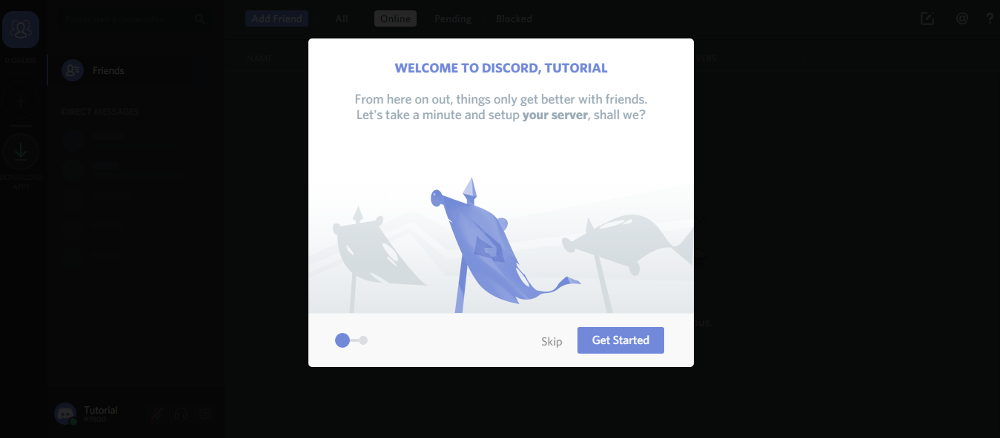 Find or start a conversation
Add Friend
All
Online
Pending
Blocked
@
?
0 ONLINE
Friends
NAME
VERS
DIRECT MESSAGES
DOWNLOAD
APPS
WELCOME TO DISCORD, TUTORIAL
From here on out, things only get better with friends.
Let's take a minute and setup your server, shall we?
ous.
Skip
Get Started
Tutorial
#7800